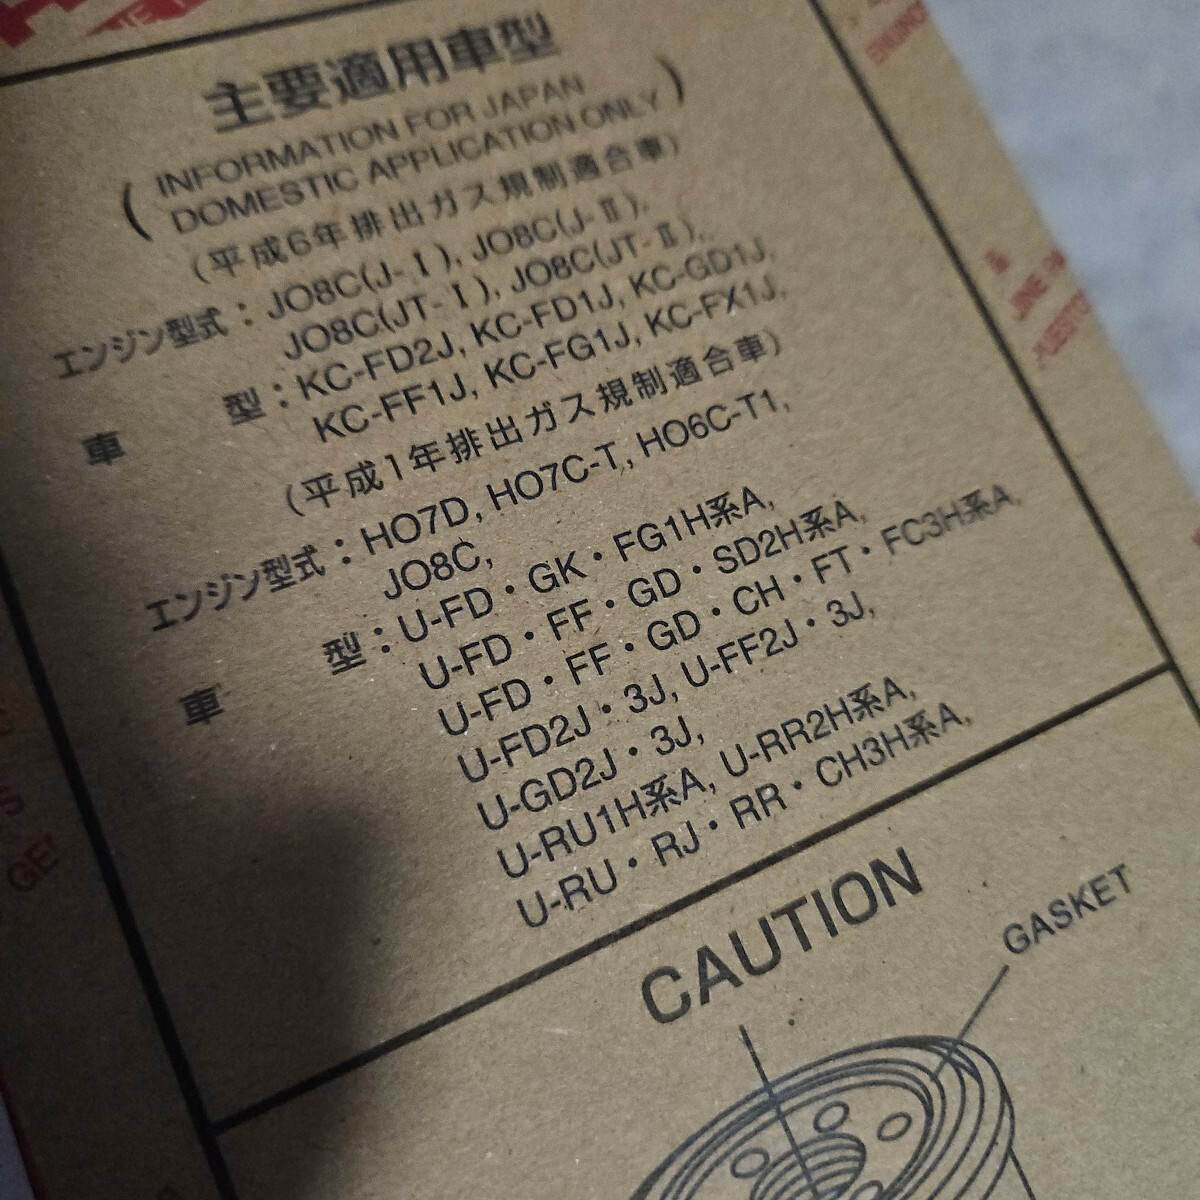 主要適用車型
(INFORMATION FOR JAPAN
DOMESTIC APPLICATION ONLY)
(平成6年排出ガス規制適合車)
エンジン型式：JO8C(J-Ⅰ), JO8C(J-Ⅱ),
JO8C(JT-Ⅰ), JO8C(JT-Ⅱ),
車　型：KC-FD2J, KC-FD1J, KC-GD1J,
KC-FF1J, KC-FG1J, KC-FX1J,
(平成1年排出ガス規制適合車)
エンジン型式：HO7D, HO7C-T, HO6C-T1,
JO8C,
車　型：U-FD・GK・FG1H系A,
U-FD・FF・GD・SD2H系A,
U-FD・FF・GD・CH・FT・FC3H系A,
U-FD2J・3J, U-FF2J・3J,
U-GD2J・3J,
U-RU1H系A, U-RR2H系A,
U-RU・RJ・RR・CH3H系A,
CAUTION
GASKET